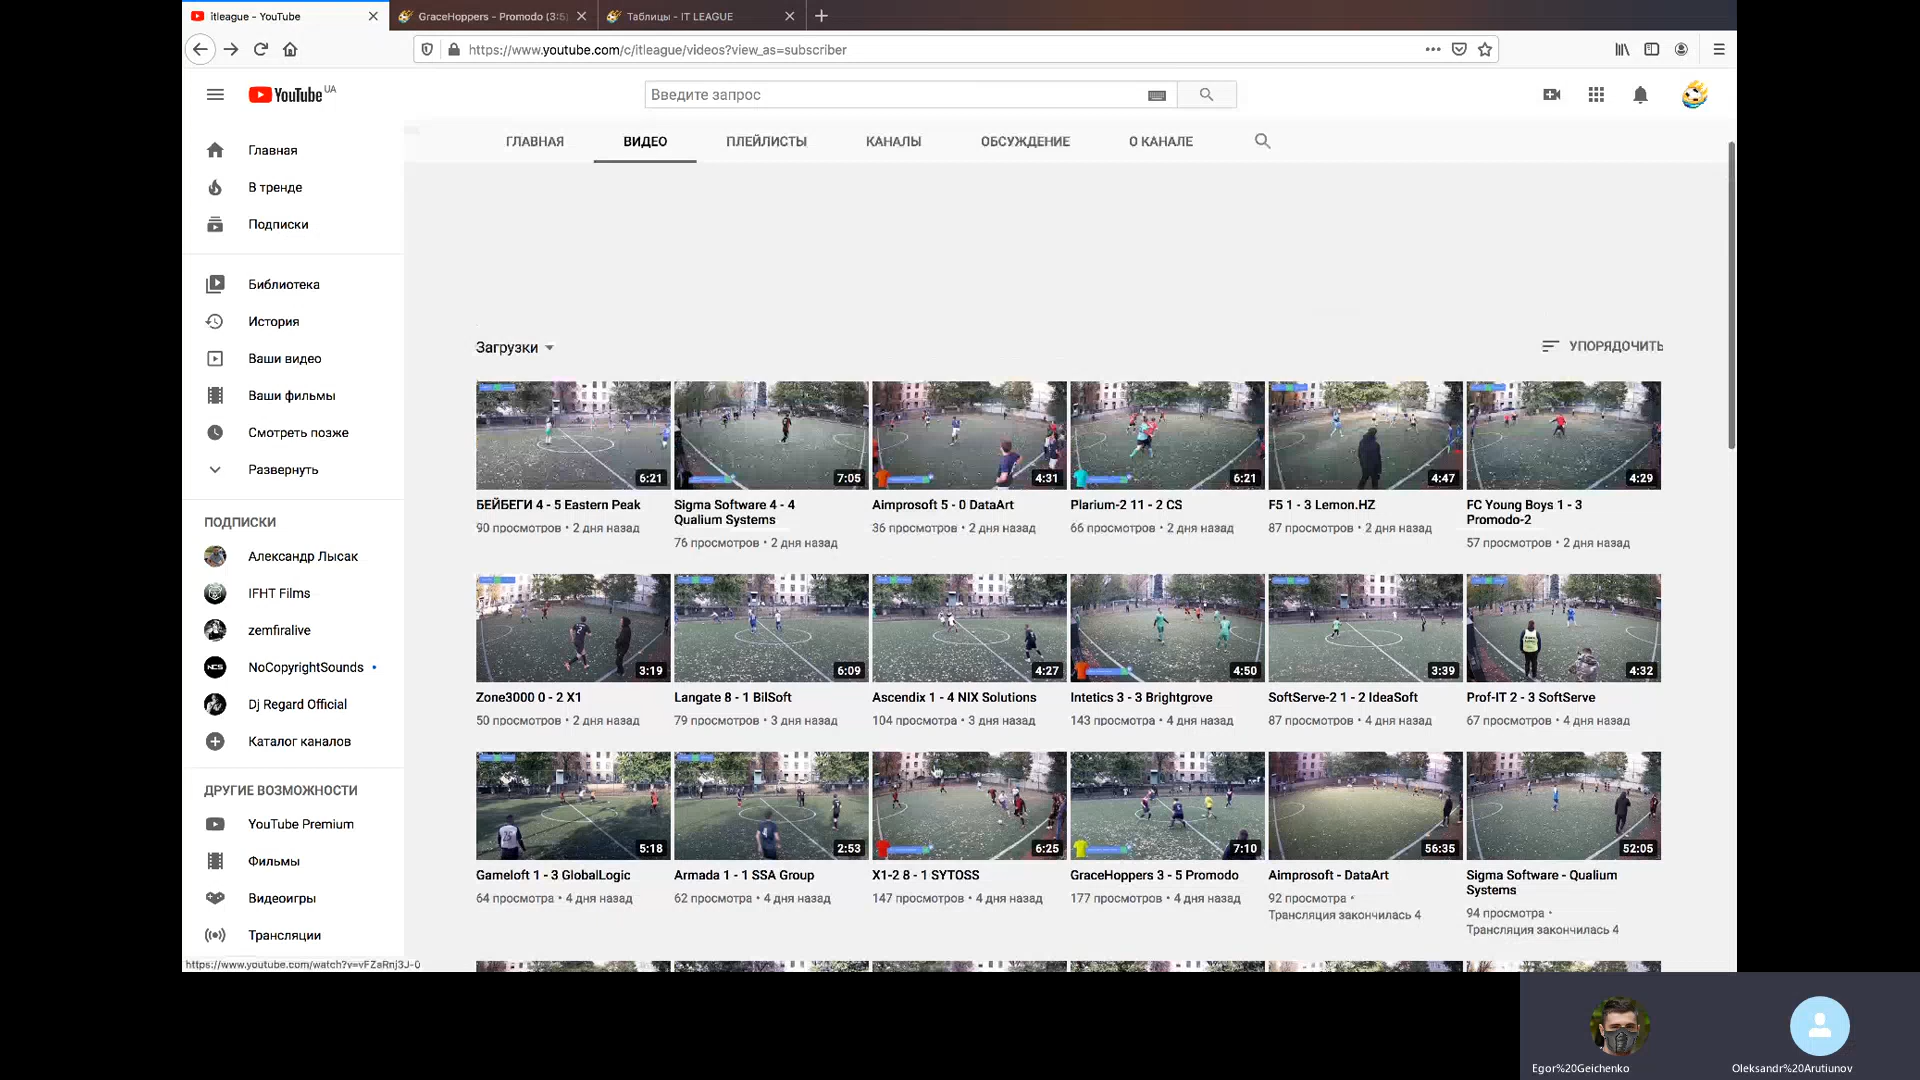 itleague - YouTube
GraceHoppers - Promodo (3:5)
Таблицы - IT LEAGUE
https://www.youtube.com/c/itleague/videos?view_as=subscriber
YouTube UA
Введите запрос
ГЛАВНАЯ ВИДЕО ПЛЕЙЛИСТЫ КАНАЛЫ ОБСУЖДЕНИЕ О КАНАЛЕ
Главная
В тренде
Подписки
Библиотека
История
Ваши видео
Ваши фильмы
Смотреть позже
Развернуть
ПОДПИСКИ
Александр Лысак
IFHT Films
zemfiralive
NoCopyrightSounds
Dj Regard Official
Каталог каналов
ДРУГИЕ ВОЗМОЖНОСТИ
YouTube Premium
Фильмы
Видеоигры
Трансляции
https://www.youtube.com/watch?v=vFZaRnj3J-0
Загрузки
УПОРЯДОЧИТЬ
6:21
БЕЙБЕГИ 4 - 5 Eastern Peak
90 просмотров • 2 дня назад
7:05
Sigma Software 4 - 4
Qualium Systems
76 просмотров • 2 дня назад
4:31
Aimprosoft 5 - 0 DataArt
36 просмотров • 2 дня назад
6:21
Plarium-2 11 - 2 CS
66 просмотров • 2 дня назад
4:47
F5 1 - 3 Lemon.HZ
87 просмотров • 2 дня назад
4:29
FC Young Boys 1 - 3
Promodo-2
57 просмотров • 2 дня назад
3:19
Zone3000 0 - 2 X1
50 просмотров • 2 дня назад
6:09
Langate 8 - 1 BilSoft
79 просмотров • 3 дня назад
4:27
Ascendix 1 - 4 NIX Solutions
104 просмотра • 3 дня назад
4:50
Intetics 3 - 3 Brightgrove
143 просмотра • 4 дня назад
3:39
SoftServe-2 1 - 2 IdeaSoft
87 просмотров • 4 дня назад
4:32
Prof-IT 2 - 3 SoftServe
67 просмотров • 4 дня назад
5:18
Gameloft 1 - 3 GlobalLogic
64 просмотра • 4 дня назад
2:53
Armada 1 - 1 SSA Group
62 просмотра • 4 дня назад
6:25
X1-2 8 - 1 SYTOSS
147 просмотров • 4 дня назад
7:10
GraceHoppers 3 - 5 Promodo
177 просмотров • 4 дня назад
56:35
Aimprosoft - DataArt
92 просмотра •
Трансляция закончилась 4
52:05
Sigma Software - Qualium
Systems
94 просмотра •
Трансляция закончилась 4
Egor%20Geichenko
Oleksandr%20Arutiunov